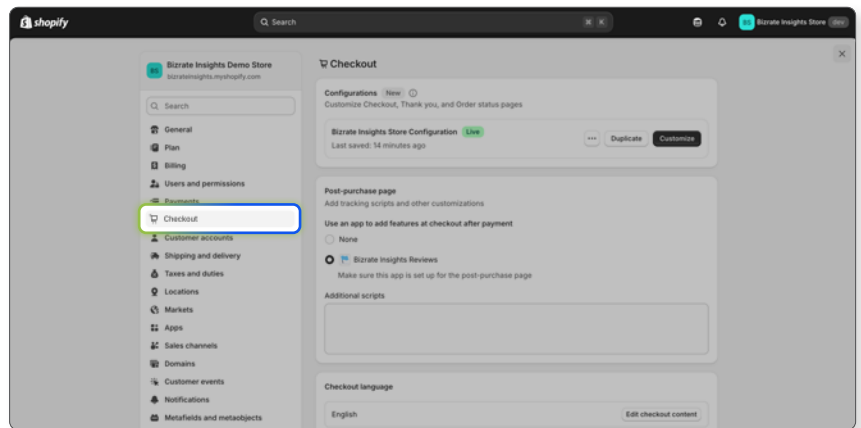 shopify
Search
⌘ K
BS Bizrate Insights Store dev
BS Bizrate Insights Demo Store
bizrateinsights.myshopify.com
Search
General
Plan
Billing
Users and permissions
Payments
Checkout
Customer accounts
Shipping and delivery
Taxes and duties
Locations
Markets
Apps
Sales channels
Domains
Customer events
Notifications
Metafields and metaobjects
Checkout
Configurations New
Customize Checkout, Thank you, and Order status pages
Bizrate Insights Store Configuration Live
Last saved: 14 minutes ago
Duplicate
Customize
Post-purchase page
Add tracking scripts and other customizations
Use an app to add features at checkout after payment
None
Bizrate Insights Reviews
Make sure this app is set up for the post-purchase page
Additional scripts
Checkout language
English
Edit checkout content